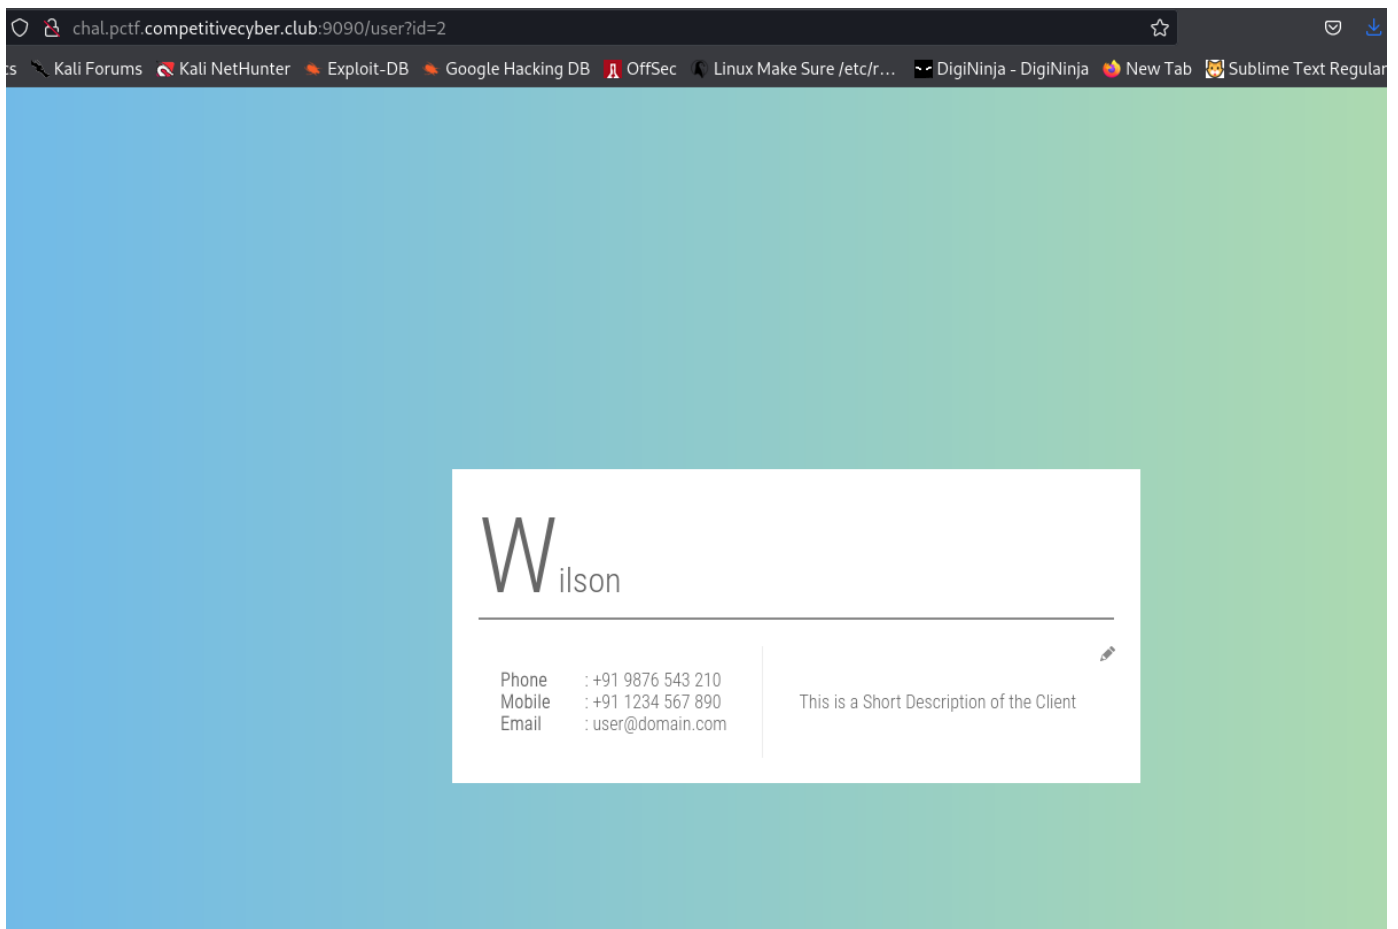 chal.pctf.competitivecyber.club:9090/user?id=2
ts Kali Forums Kali NetHunter Exploit-DB Google Hacking DB OffSec Linux Make Sure /etc/r... DigiNinja - DigiNinja New Tab Sublime Text Regular
Wilson
Phone : +91 9876 543 210
Mobile : +91 1234 567 890
Email : user@domain.com
This is a Short Description of the Client